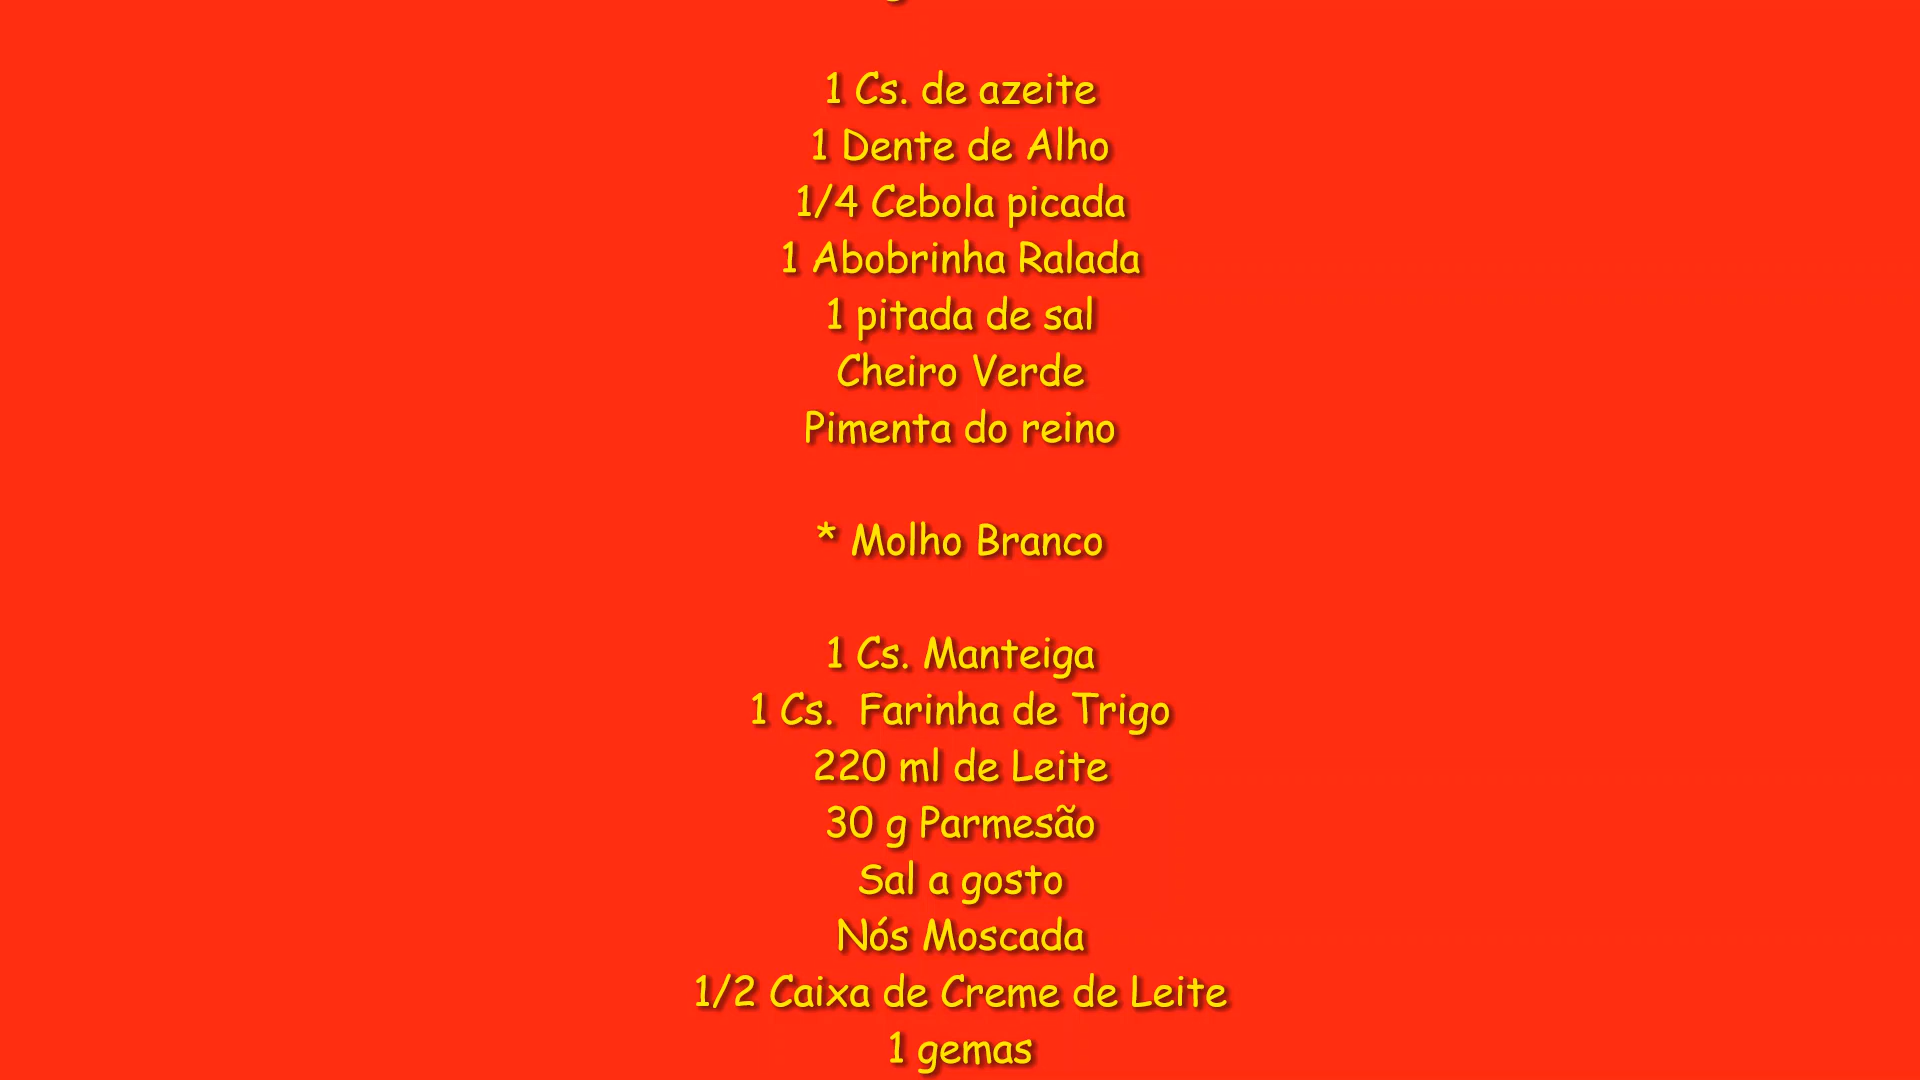 1 Cs. de azeite
1 Dente de Alho
1/4 Cebola picada
1 Abobrinha Ralada
1 pitada de sal
Cheiro Verde
Pimenta do reino
* Molho Branco
1 Cs. Manteiga
1 Cs.  Farinha de Trigo
220 ml de Leite
30 g Parmesão
Sal a gosto
Nós Moscada
1/2 Caixa de Creme de Leite
1 gemas